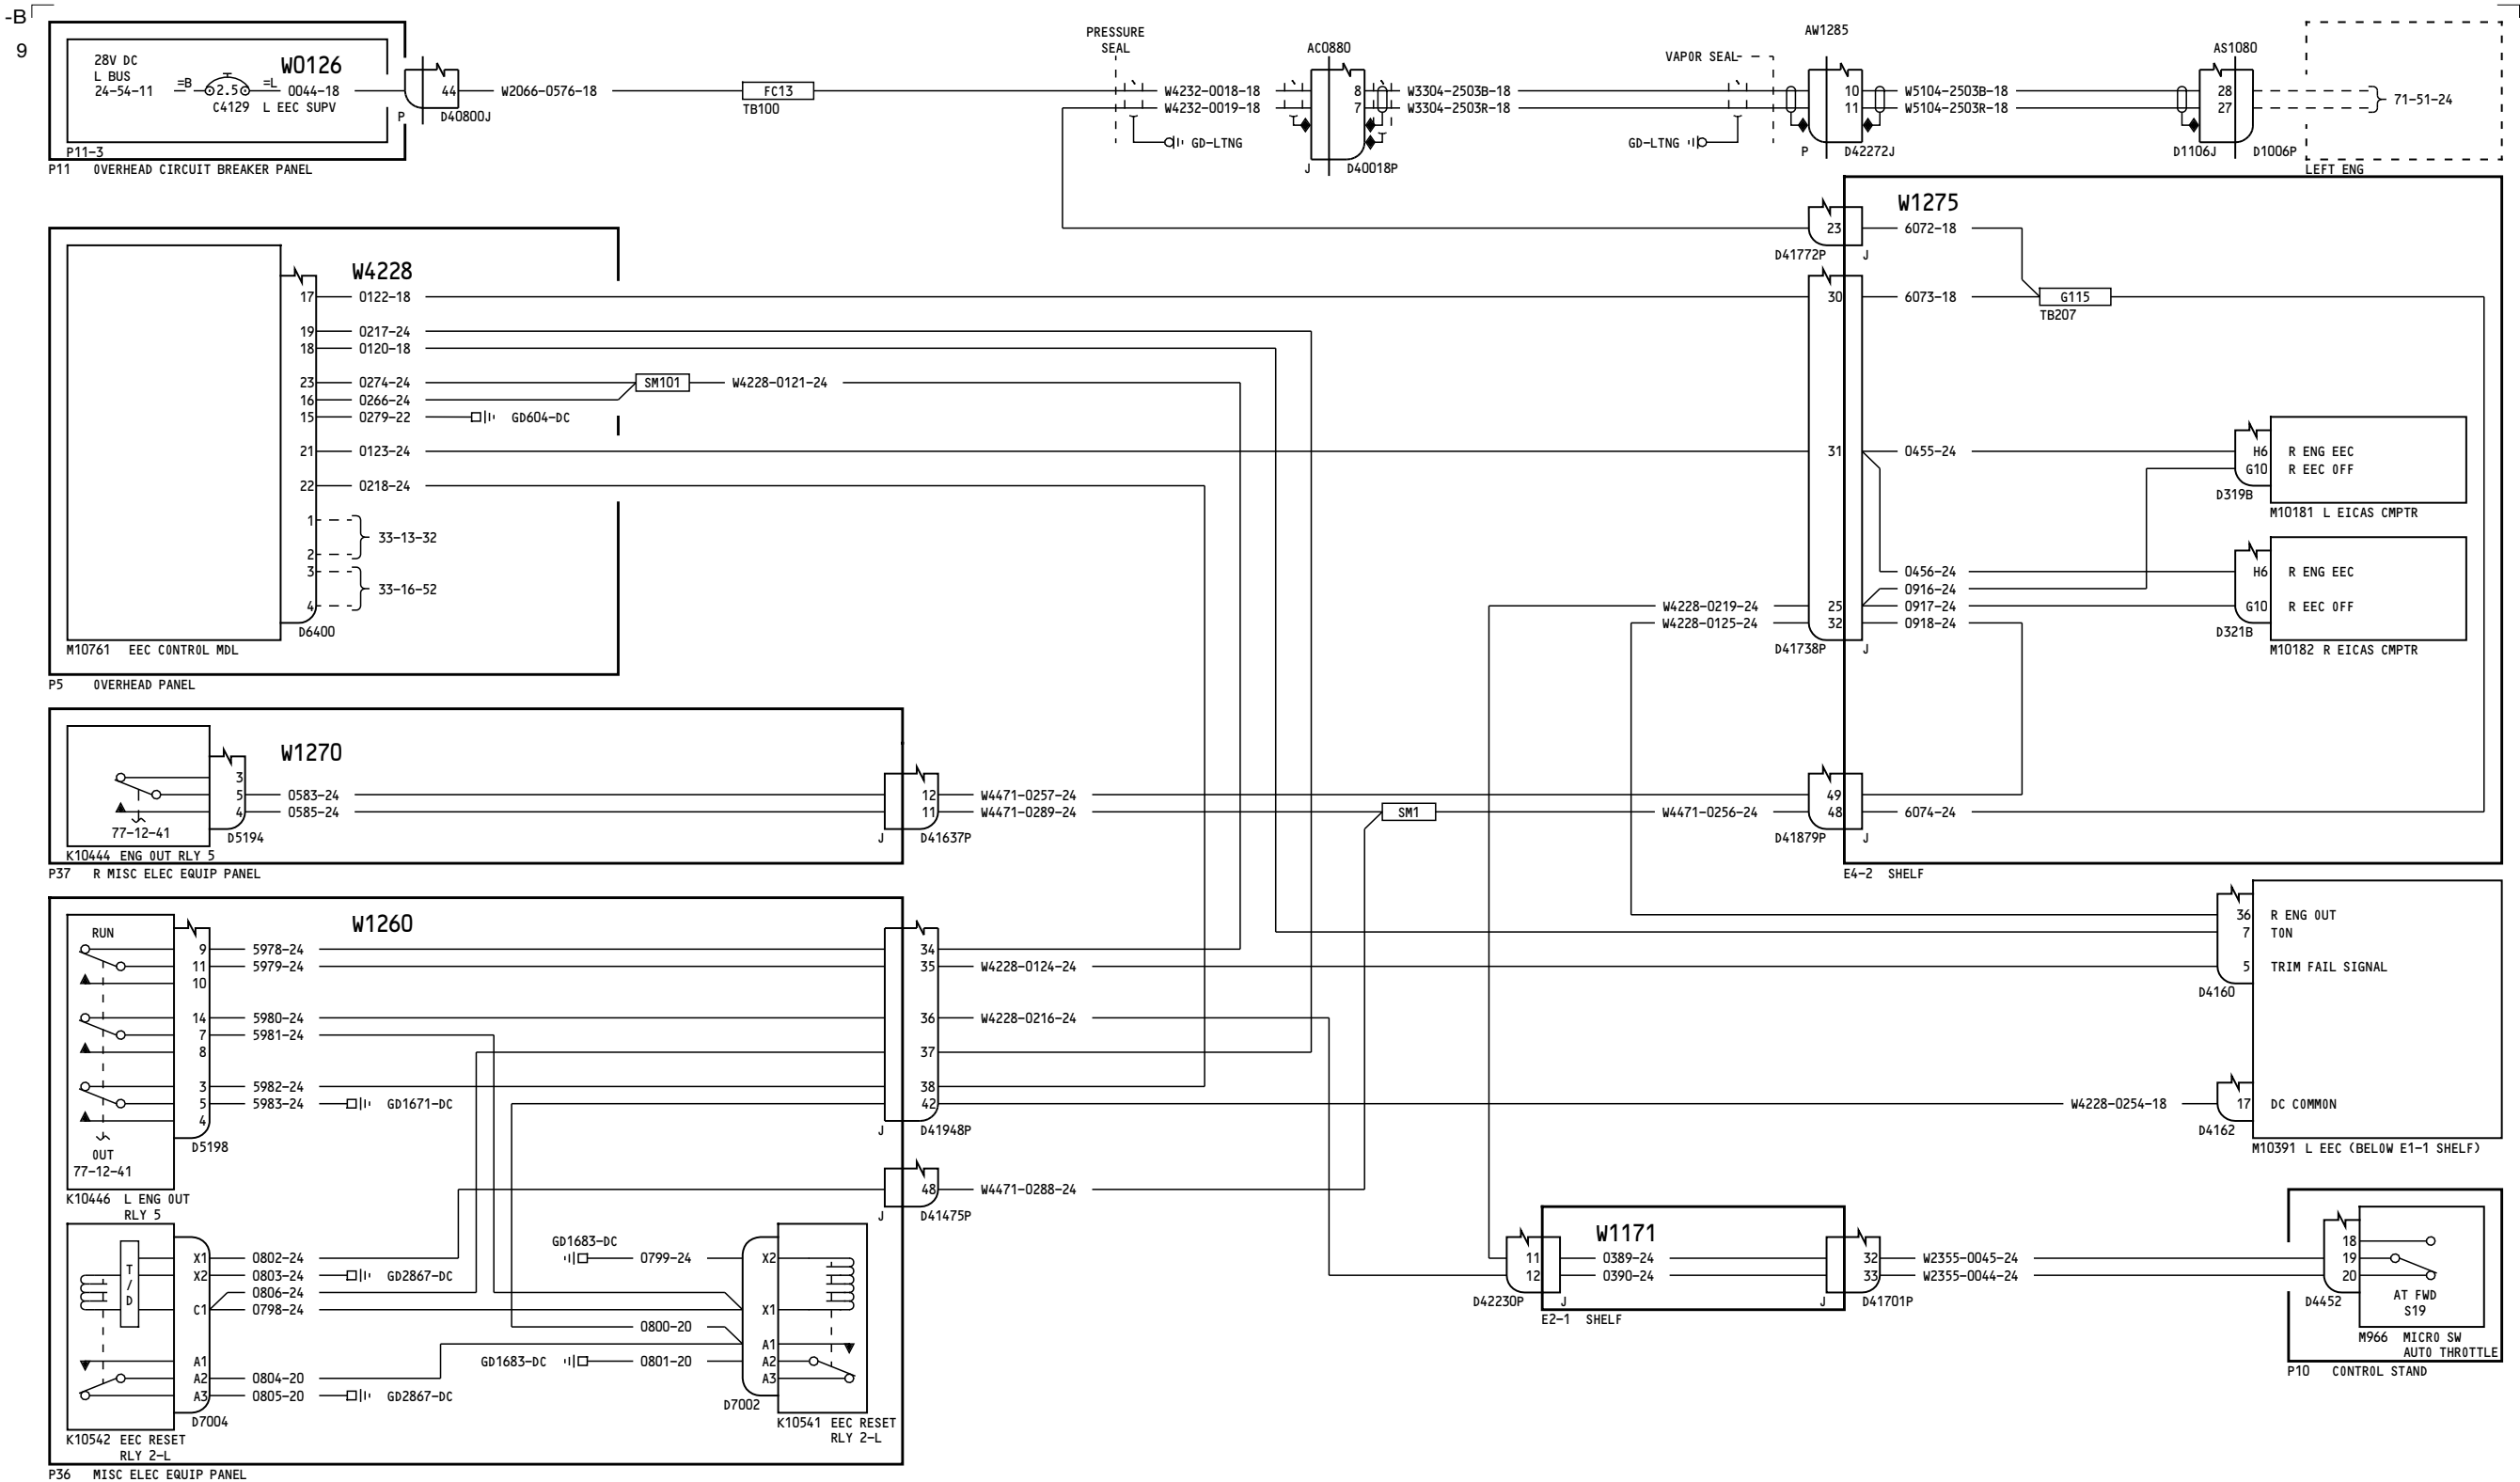 -B
9
28V DC
L BUS
24-54-11
=B
2.5
=L
C4129
W0126
0044-18
L EEC SUPV
P11-3
P11 OVERHEAD CIRCUIT BREAKER PANEL
P
44
D40800J
W2066-0576-18
FC13
TB100
PRESSURE
SEAL
W4232-0018-18
W4232-0019-18
GD-LTNG
AC0880
8
7
J
D40018P
W3304-2503B-18
W3304-2503R-18
VAPOR SEAL
GD-LTNG
AW1285
10
11
P
D42272J
W5104-2503B-18
W5104-2503R-18
AS1080
28
27
D1106J
D1006P
71-51-24
LEFT ENG
W1275
23
6072-18
D41772P
J
30
6073-18
G115
TB207
31
0455-24
H6 R ENG EEC
G10 R EEC OFF
D319B
M10181 L EICAS CMPTR
0456-24
H6 R ENG EEC
0916-24
W4228-0219-24
25
0917-24
G10 R EEC OFF
W4228-0125-24
32
0918-24
D321B
D41738P
J
M10182 R EICAS CMPTR
W4228
17 0122-18
19 0217-24
18 0120-18
23 0274-24
SM101
W4228-0121-24
16 0266-24
15 0279-22
GD604-DC
21 0123-24
22 0218-24
1
33-13-32
2
3
33-16-52
4
D6400
M10761 EEC CONTROL MDL
P5 OVERHEAD PANEL
W1270
3
5 0583-24
4 0585-24
77-12-41
D5194
K10444 ENG OUT RLY 5
P37 R MISC ELEC EQUIP PANEL
12
11
J
D41637P
W4471-0257-24
W4471-0289-24
SM1
W4471-0256-24
49
48
6074-24
D41879P
J
E4-2 SHELF
W1260
RUN
9 5978-24
11 5979-24
10
14 5980-24
7 5981-24
8
3 5982-24
5 5983-24
GD1671-DC
4
D5198
OUT
77-12-41
K10446 L ENG OUT
RLY 5
34
35
W4228-0124-24
36
W4228-0216-24
37
38
42
J
D41948P
48
W4471-0288-24
J
D41475P
36 R ENG OUT
7 TON
5 TRIM FAIL SIGNAL
D4160
W4228-0254-18
17 DC COMMON
D4162
M10391 L EEC (BELOW E1-1 SHELF)
T/D
X1 0802-24
X2 0803-24
GD2867-DC
0806-24
C1 0798-24
A1
A2 0804-20
A3 0805-20
GD2867-DC
D7004
K10542 EEC RESET
RLY 2-L
GD1683-DC
0799-24
X2
X1
0800-20
A1
GD1683-DC
0801-20
A2
A3
D7002
K10541 EEC RESET
RLY 2-L
P36 MISC ELEC EQUIP PANEL
W1171
11 0389-24
12 0390-24
D42230P
J
E2-1 SHELF
32
33
J
D41701P
W2355-0045-24
W2355-0044-24
18
19
20
D4452
AT FWD
S19
M966 MICRO SW
AUTO THROTTLE
P10 CONTROL STAND